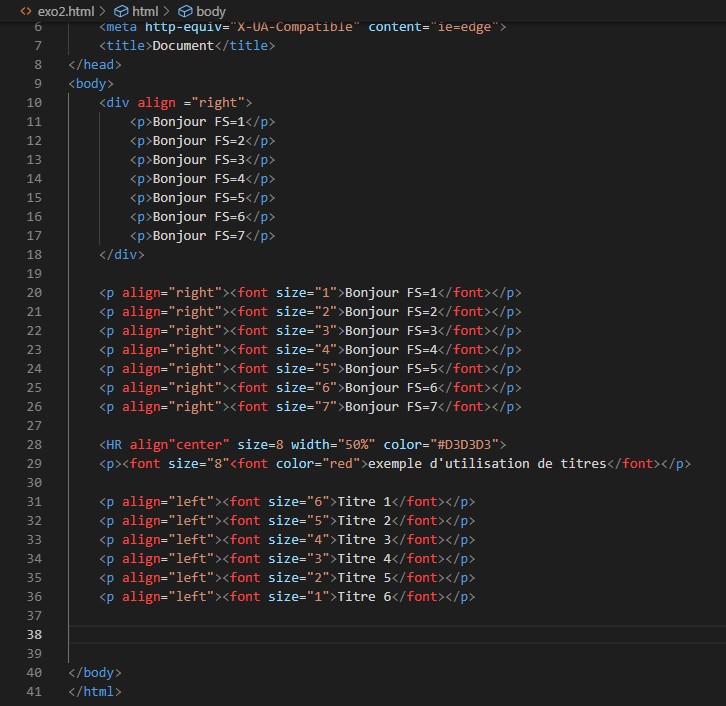 exo2.html > html > body
6 <meta http-equiv="X-UA-Compatible" content="ie=edge">
7 <title>Document</title>
8 </head>
9 <body>
10 <div align ="right">
11 <p>Bonjour FS=1</p>
12 <p>Bonjour FS=2</p>
13 <p>Bonjour FS=3</p>
14 <p>Bonjour FS=4</p>
15 <p>Bonjour FS=5</p>
16 <p>Bonjour FS=6</p>
17 <p>Bonjour FS=7</p>
18 </div>
19
20 <p align="right"><font size="1">Bonjour FS=1</font></p>
21 <p align="right"><font size="2">Bonjour FS=2</font></p>
22 <p align="right"><font size="3">Bonjour FS=3</font></p>
23 <p align="right"><font size="4">Bonjour FS=4</font></p>
24 <p align="right"><font size="5">Bonjour FS=5</font></p>
25 <p align="right"><font size="6">Bonjour FS=6</font></p>
26 <p align="right"><font size="7">Bonjour FS=7</font></p>
27
28 <HR align"center" size=8 width="50%" color="#D3D3D3">
29 <p><font size="8"<font color="red">exemple d'utilisation de titres</font></p>
30
31 <p align="left"><font size="6">Titre 1</font></p>
32 <p align="left"><font size="5">Titre 2</font></p>
33 <p align="left"><font size="4">Titre 3</font></p>
34 <p align="left"><font size="3">Titre 4</font></p>
35 <p align="left"><font size="2">Titre 5</font></p>
36 <p align="left"><font size="1">Titre 6</font></p>
37
38
39
40 </body>
41 </html>